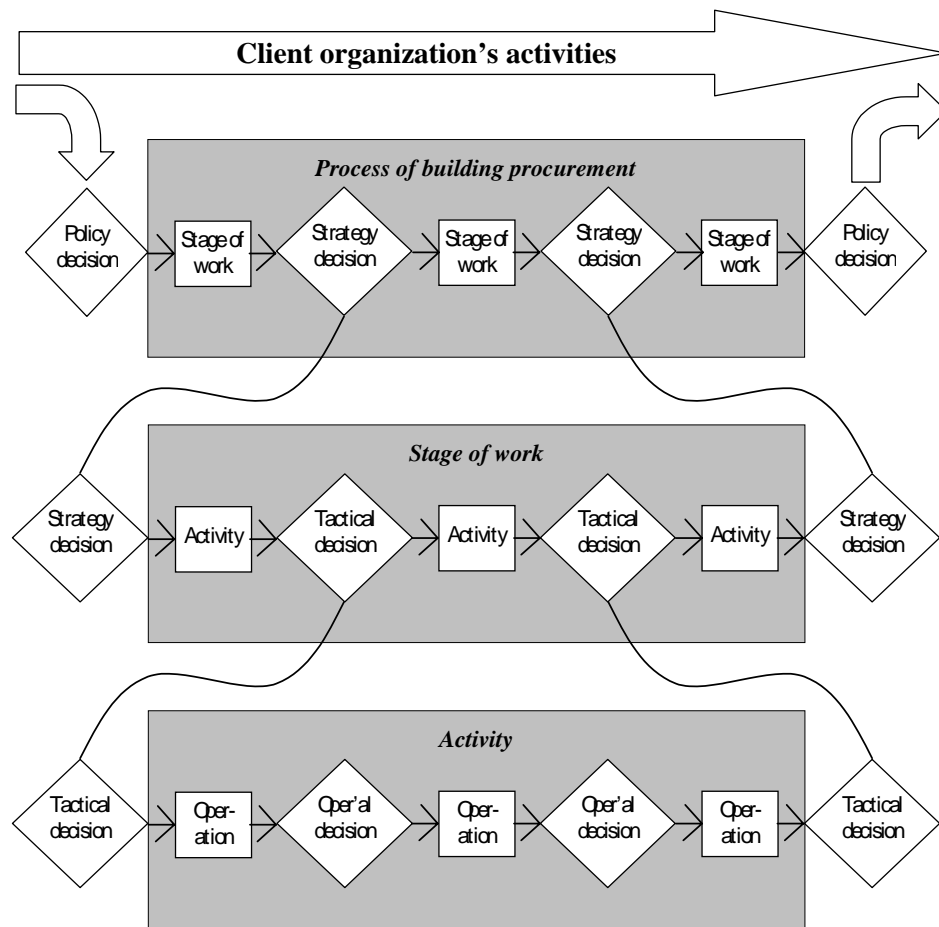 Client organization's activities
Process of building procurement
Policy
decision
Stage of
work
Strategy
decision
Stage of
work
Strategy
decision
Stage of
work
Policy
decision
Stage of work
Strategy
decision
Activity
Tactical
decision
Activity
Tactical
decision
Activity
Strategy
decision
Activity
Tactical
decision
Oper-
ation
Oper'al
decision
Oper-
ation
Oper'al
decision
Oper-
ation
Tactical
decision